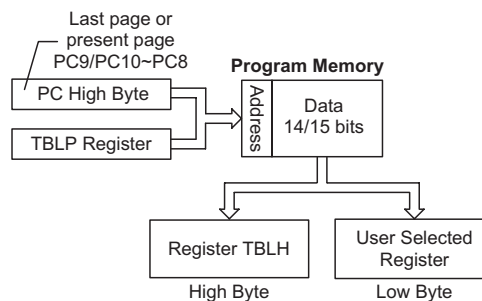 Last page or
present page
PC9/PC10~PC8
Program Memory
PC High Byte
TBLP Register
Address
Data
14/15 bits
Register TBLH
User Selected
Register
High Byte
Low Byte